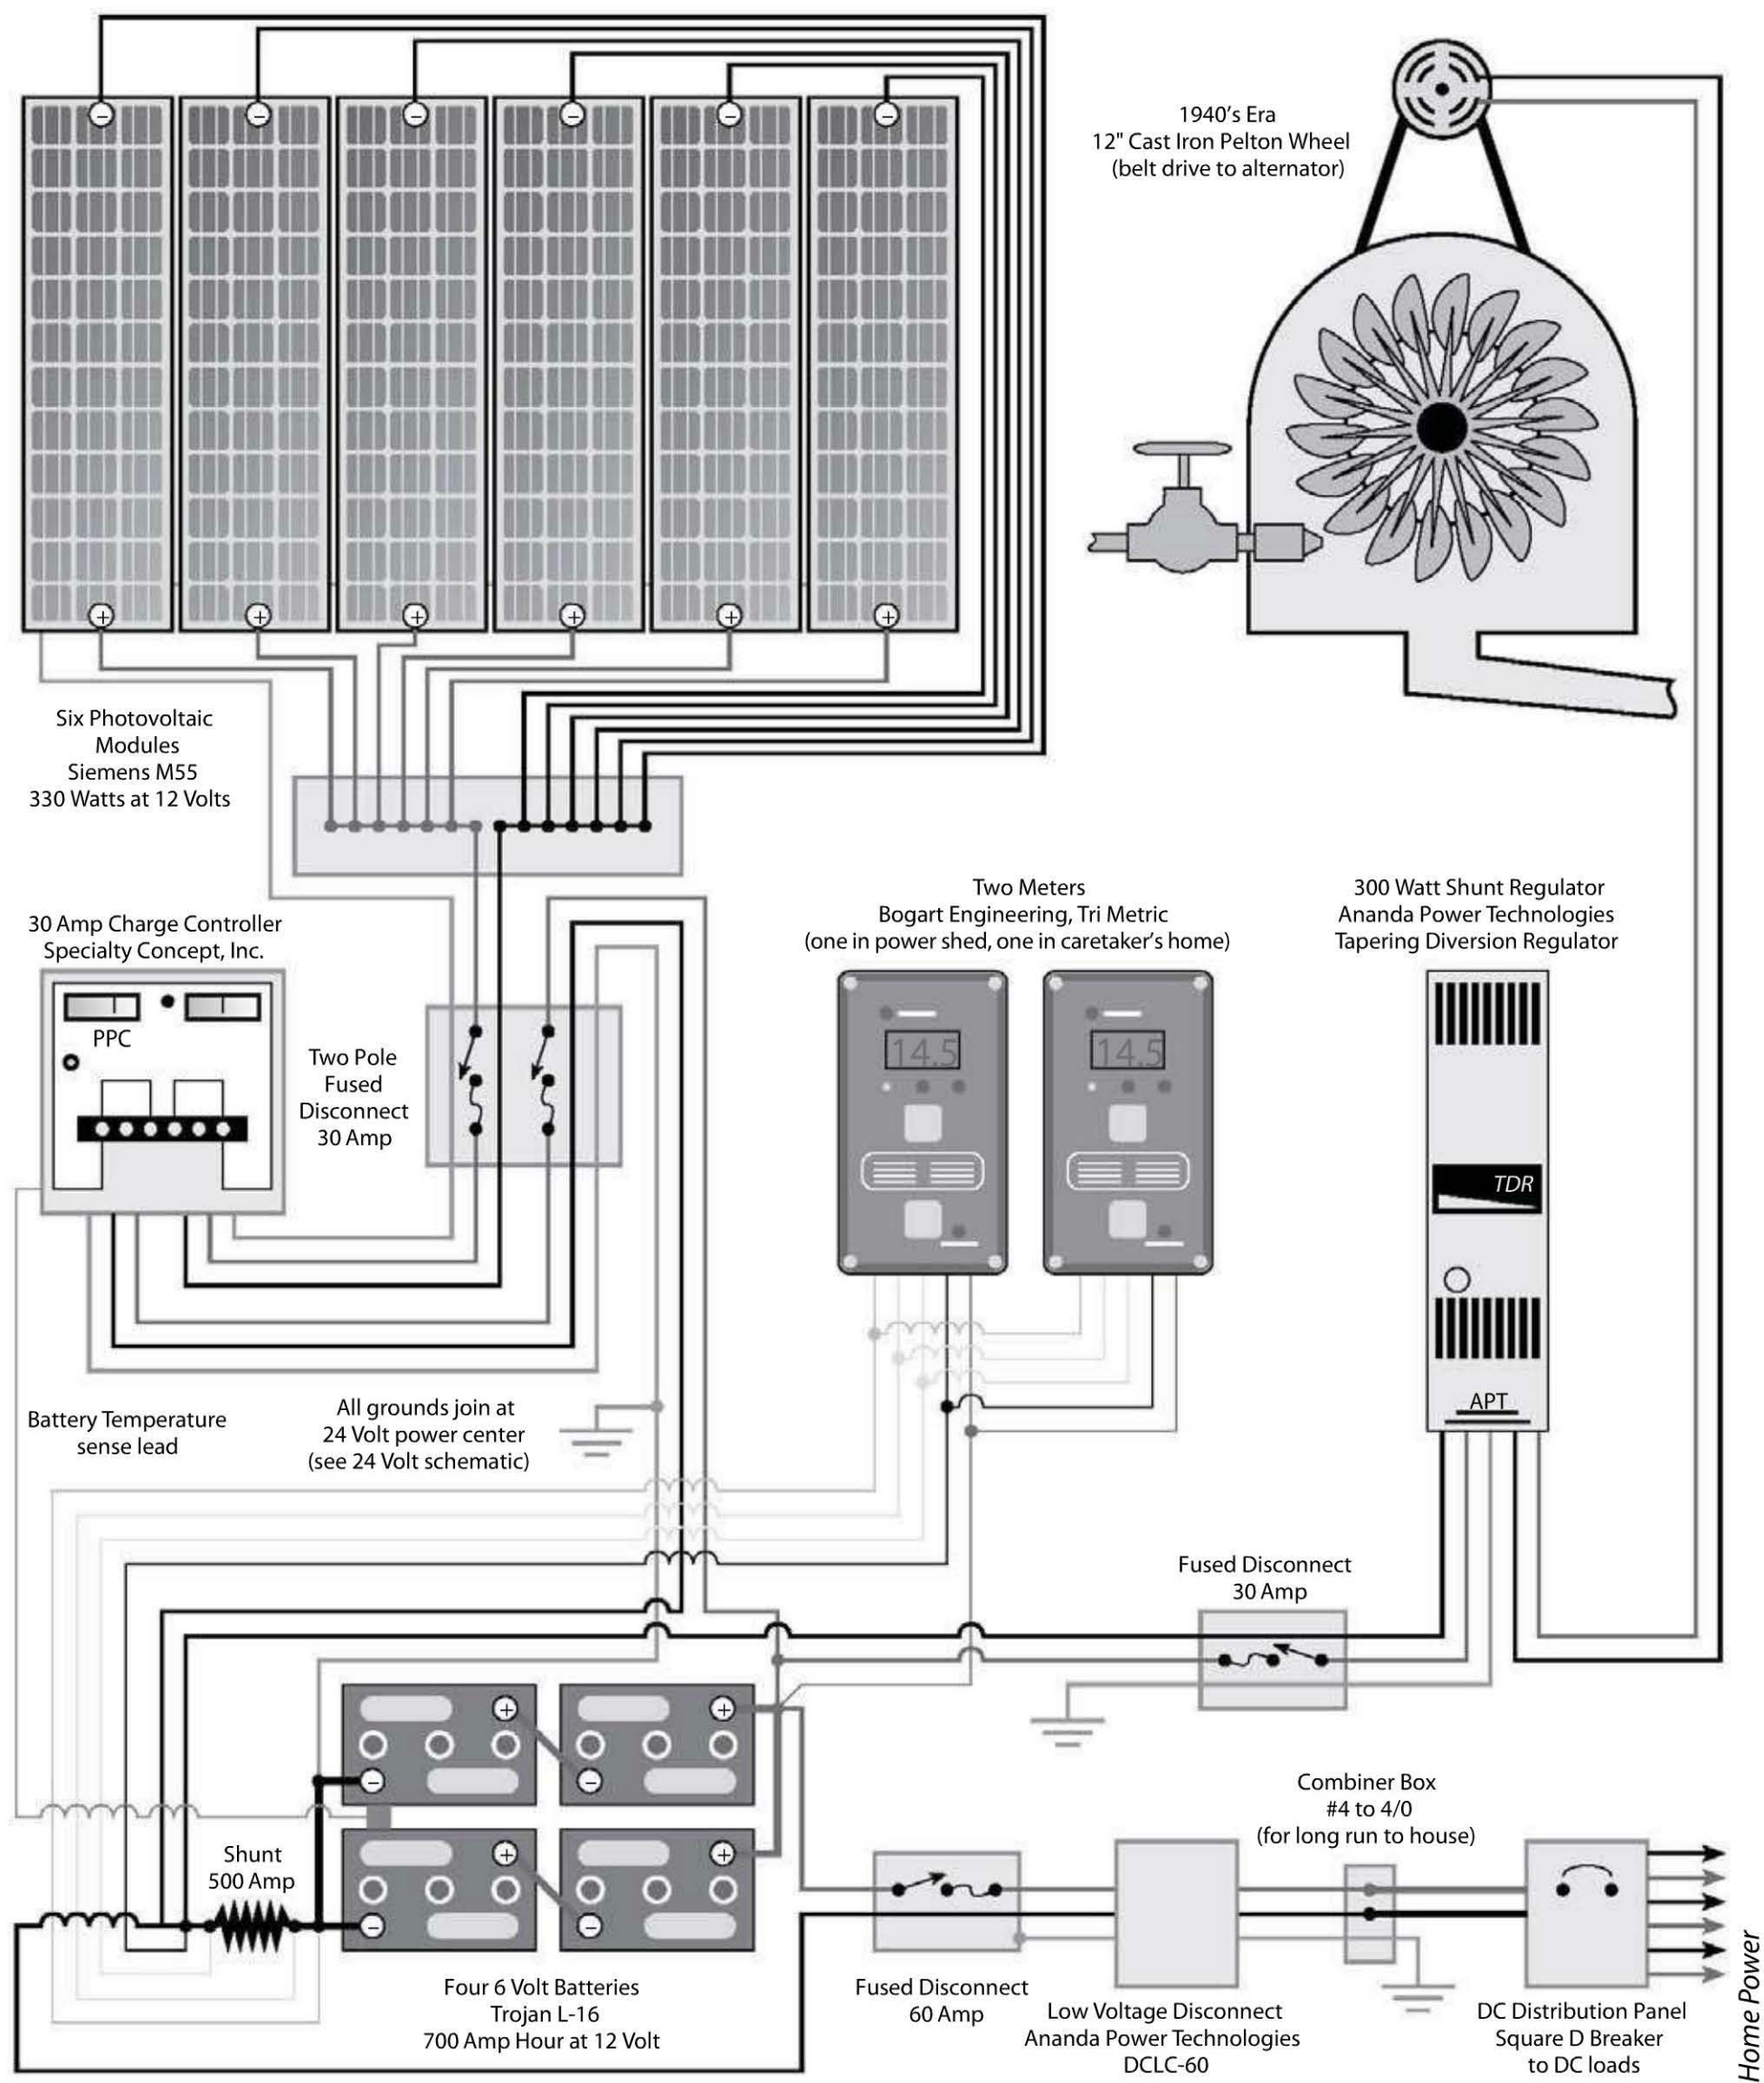 1940's Era
12" Cast Iron Pelton Wheel
(belt drive to alternator)
Six Photovoltaic
Modules
Siemens M55
330 Watts at 12 Volts
30 Amp Charge Controller
Specialty Concept, Inc.
PPC
Two Pole
Fused
Disconnect
30 Amp
Two Meters
Bogart Engineering, Tri Metric
(one in power shed, one in caretaker's home)
14.5
14.5
300 Watt Shunt Regulator
Ananda Power Technologies
Tapering Diversion Regulator
TDR
APT
Battery Temperature
sense lead
All grounds join at
24 Volt power center
(see 24 Volt schematic)
Fused Disconnect
30 Amp
Shunt
500 Amp
Four 6 Volt Batteries
Trojan L-16
700 Amp Hour at 12 Volt
Fused Disconnect
60 Amp
Low Voltage Disconnect
Ananda Power Technologies
DCLC-60
Combiner Box
#4 to 4/0
(for long run to house)
DC Distribution Panel
Square D Breaker
to DC loads
Home Power